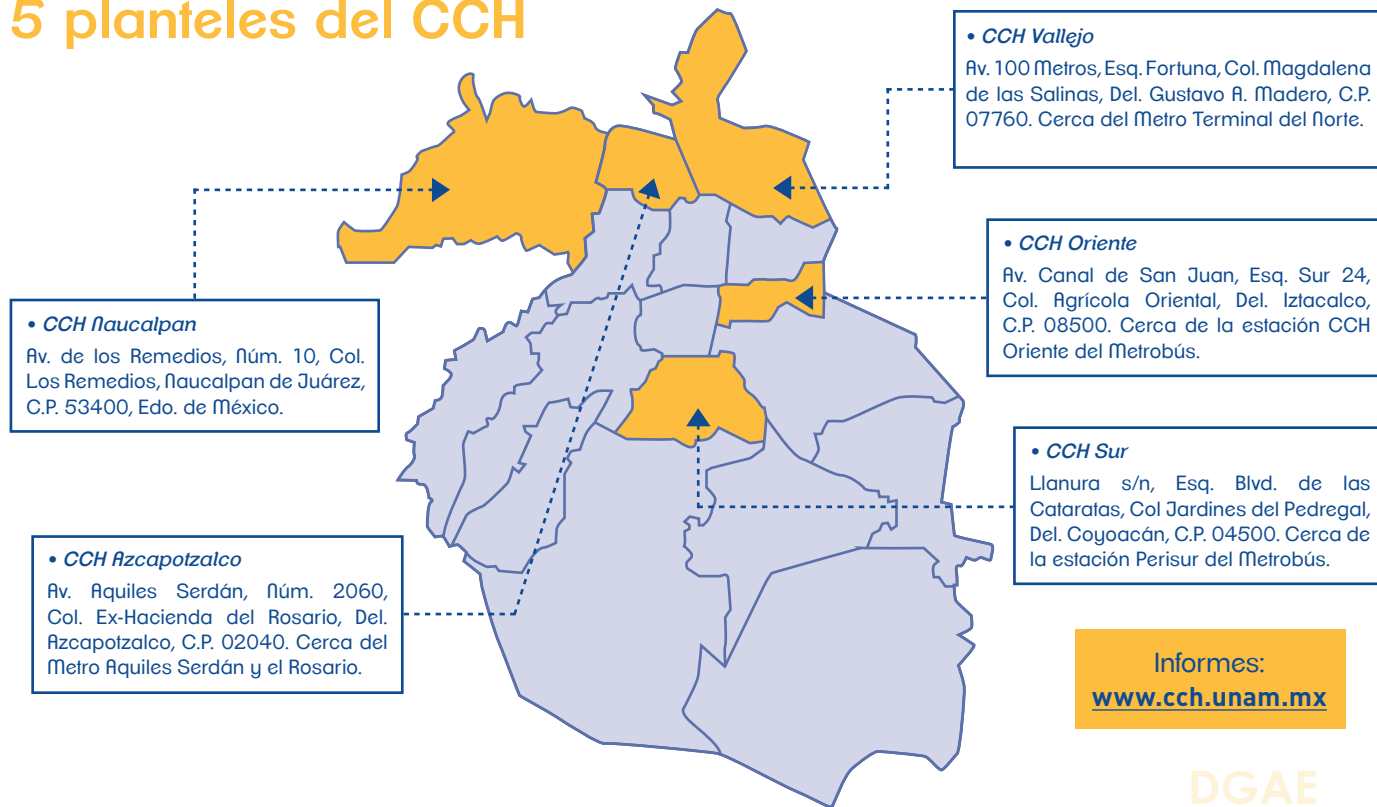 5 planteles del CCH
• CCH Vallejo
Av. 100 Metros, Esq. Fortuna, Col. Magdalena
de las Salinas, Del. Gustavo A. Madero, C.P.
07760. Cerca del Metro Terminal del Norte.
• CCH Oriente
Av. Canal de San Juan, Esq. Sur 24,
Col. Agrícola Oriental, Del. Iztacalco,
C.P. 08500. Cerca de la estación CCH
Oriente del Metrobús.
• CCH Naucalpan
Av. de los Remedios, Núm. 10, Col.
Los Remedios, Naucalpan de Juárez,
C.P. 53400, Edo. de México.
• CCH Sur
Llanura s/n, Esq. Blvd. de las
Cataratas, Col Jardines del Pedregal,
Del. Coyoacán, C.P. 04500. Cerca de
la estación Perisur del Metrobús.
• CCH Azcapotzalco
Av. Aquiles Serdán, Núm. 2060,
Col. Ex-Hacienda del Rosario, Del.
Azcapotzalco, C.P. 02040. Cerca del
Metro Aquiles Serdán y el Rosario.
Informes:
www.cch.unam.mx
DGAE